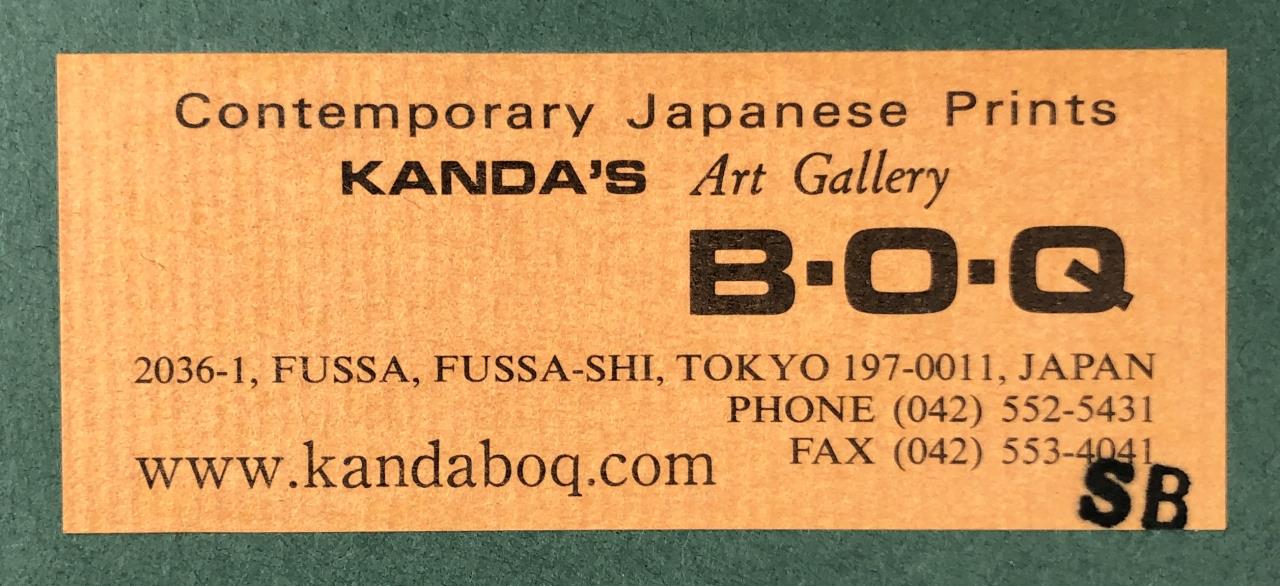 Contemporary Japanese Prints
KANDA'S Art Gallery
B·O·Q
2036-1, FUSSA, FUSSA-SHI, TOKYO 197-0011, JAPAN
PHONE (042) 552-5431
FAX (042) 553-4041
www.kandaboq.com
SB